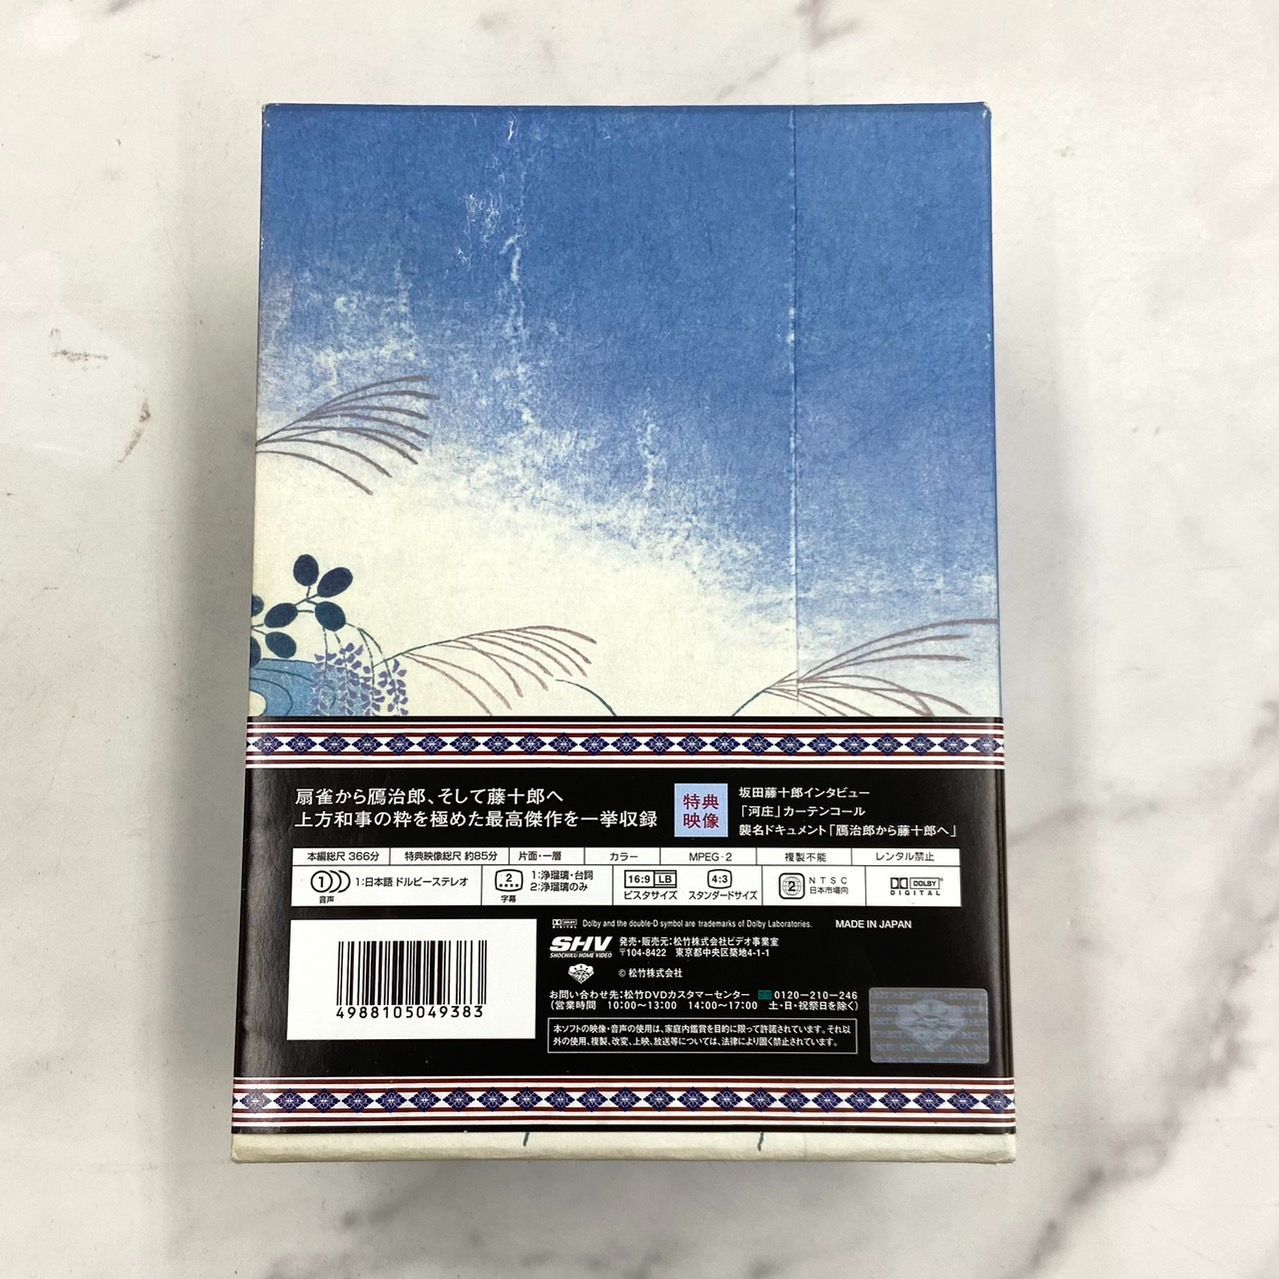 扇雀から鴈治郎、そして藤十郎へ
上方和事の粋を極めた最高傑作を一挙収録
特典
映像
坂田藤十郎インタビュー
「河庄」カーテンコール
襲名ドキュメント「鴈治郎から藤十郎へ」
本編総尺 366分 特典映像総尺 約85分 片面・一層 カラー MPEG-2 複製不能 レンタル禁止
1 1:日本語 ドルビーステレオ
音声
2 1:浄瑠璃・台詞
2:浄瑠璃のみ
字幕
16:9 LB
ビスタサイズ
4:3
スタンダードサイズ
2 NTSC
日本市場向
DOLBY
DIGITAL
Dolby and the double-D symbol are trademarks of Dolby Laboratories. MADE IN JAPAN
SHV
SHOCHIKU HOME VIDEO
発売・販売元:松竹株式会社ビデオ事業室
〒104-8422 東京都中央区築地4-1-1
© 松竹株式会社
お問い合わせ先:松竹DVDカスタマーセンター 0120-210-246
(営業時間 10:00～13:00 14:00～17:00 土・日・祝祭日を除く)
本ソフトの映像・音声の使用は、家庭内鑑賞を目的に限って許諾されています。それ以
外の使用、複製、改変、上映、放送等については、法律により固く禁止されています。
4988105049383